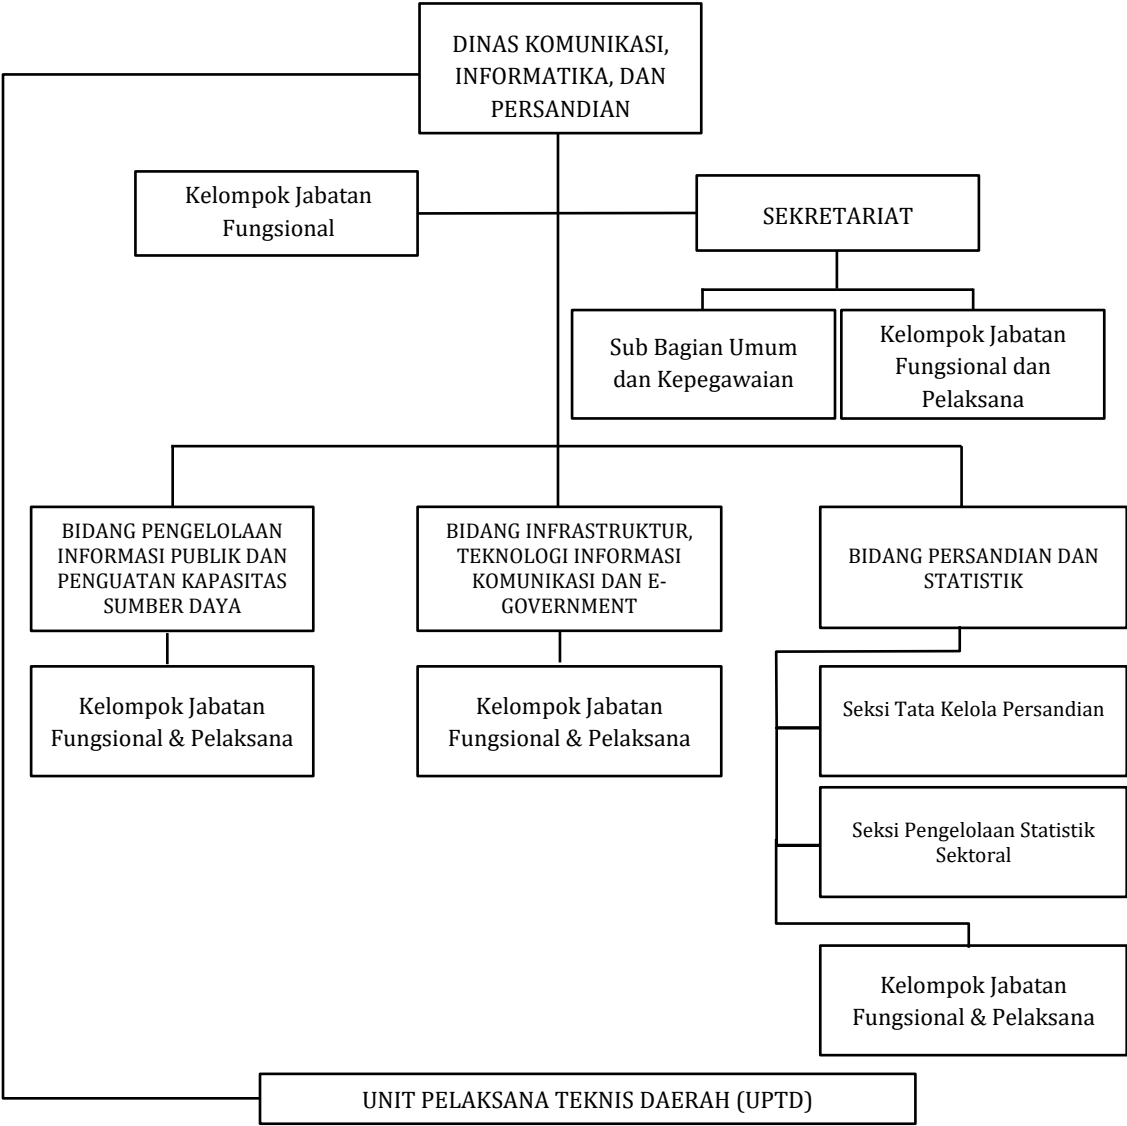 DINAS KOMUNIKASI,
INFORMATIKA, DAN
PERSANDIAN
Kelompok Jabatan
Fungsional
SEKRETARIAT
Sub Bagian Umum
dan Kepegawaian
Kelompok Jabatan
Fungsional dan
Pelaksana
BIDANG PENGELOLAAN
INFORMASI PUBLIK DAN
PENGUATAN KAPASITAS
SUMBER DAYA
BIDANG INFRASTRUKTUR,
TEKNOLOGI INFORMASI
KOMUNIKASI DAN E-
GOVERNMENT
BIDANG PERSANDIAN DAN
STATISTIK
Kelompok Jabatan
Fungsional & Pelaksana
Kelompok Jabatan
Fungsional & Pelaksana
Seksi Tata Kelola Persandian
Seksi Pengelolaan Statistik
Sektoral
Kelompok Jabatan
Fungsional & Pelaksana
UNIT PELAKSANA TEKNIS DAERAH (UPTD)